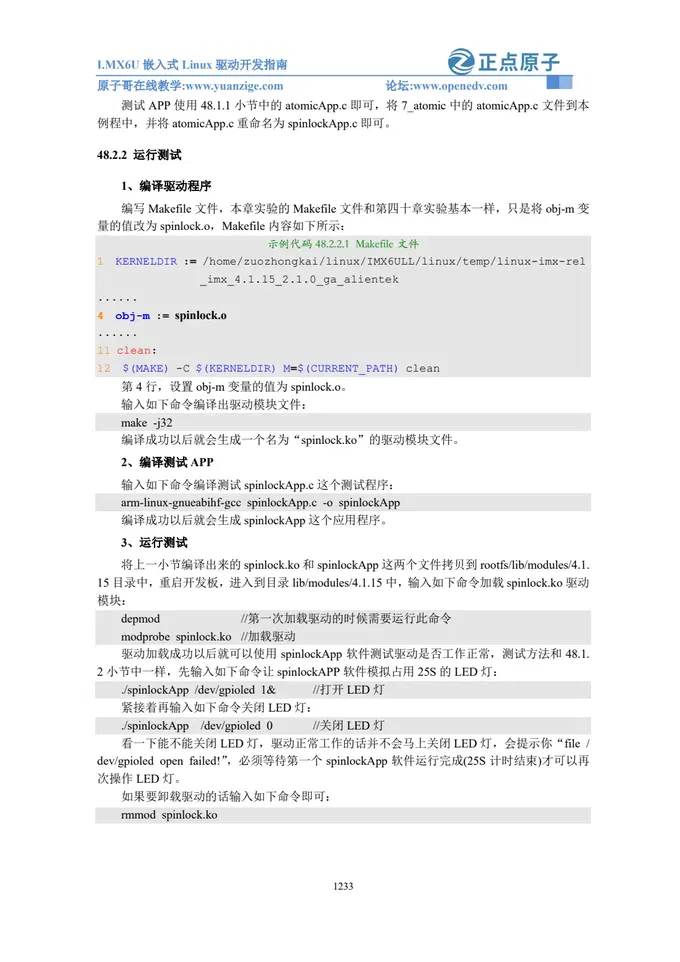 I.MX6U 嵌入式 Linux 驱动开发指南
正点原子
原子哥在线教学:www.yuanzige.com
论坛:www.openedv.com
测试 APP 使用 48.1.1 小节中的 atomicApp.c 即可，将 7_atomic 中的 atomicApp.c 文件到本
例程中，并将 atomicApp.c 重命名为 spinlockApp.c 即可。
48.2.2 运行测试
1、编译驱动程序
编写 Makefile 文件，本章实验的 Makefile 文件和第四十章实验基本一样，只是将 obj-m 变
量的值改为 spinlock.o，Makefile 内容如下所示：
示例代码 48.2.2.1 Makefile 文件
1 KERNELDIR := /home/zuozhongkai/linux/IMX6ULL/linux/temp/linux-imx-rel
_imx_4.1.15_2.1.0_ga_alientek
......
4 obj-m := spinlock.o
......
11 clean:
12 $(MAKE) -C $(KERNELDIR) M=$(CURRENT_PATH) clean
第 4 行，设置 obj-m 变量的值为 spinlock.o。
输入如下命令编译出驱动模块文件：
make -j32
编译成功以后就会生成一个名为“spinlock.ko”的驱动模块文件。
2、编译测试 APP
输入如下命令编译测试 spinlockApp.c 这个测试程序：
arm-linux-gnueabihf-gcc spinlockApp.c -o spinlockApp
编译成功以后就会生成 spinlockApp 这个应用程序。
3、运行测试
将上一小节编译出来的 spinlock.ko 和 spinlockApp 这两个文件拷贝到 rootfs/lib/modules/4.1.
15 目录中，重启开发板，进入到目录 lib/modules/4.1.15 中，输入如下命令加载 spinlock.ko 驱动
模块：
depmod //第一次加载驱动的时候需要运行此命令
modprobe spinlock.ko //加载驱动
驱动加载成功以后就可以使用 spinlockApp 软件测试驱动是否工作正常，测试方法和 48.1.
2 小节中一样，先输入如下命令让 spinlockAPP 软件模拟占用 25S 的 LED 灯：
./spinlockApp /dev/gpioled 1& //打开 LED 灯
紧接着再输入如下命令关闭 LED 灯：
./spinlockApp /dev/gpioled 0 //关闭 LED 灯
看一下能不能关闭 LED 灯，驱动正常工作的话并不会马上关闭 LED 灯，会提示你“file /
dev/gpioled open failed!”，必须等待第一个 spinlockApp 软件运行完成(25S 计时结束)才可以再
次操作 LED 灯。
如果要卸载驱动的话输入如下命令即可：
rmmod spinlock.ko
1233